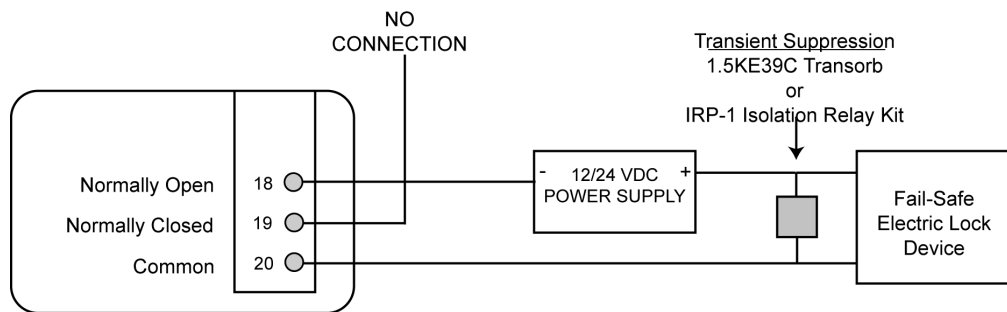 NO
CONNECTION
Transient Suppression
1.5KE39C Transorb
or
IRP-1 Isolation Relay Kit
Normally Open 18
Normally Closed 19
Common 20
- 12/24 VDC +
POWER SUPPLY
Fail-Safe
Electric Lock
Device